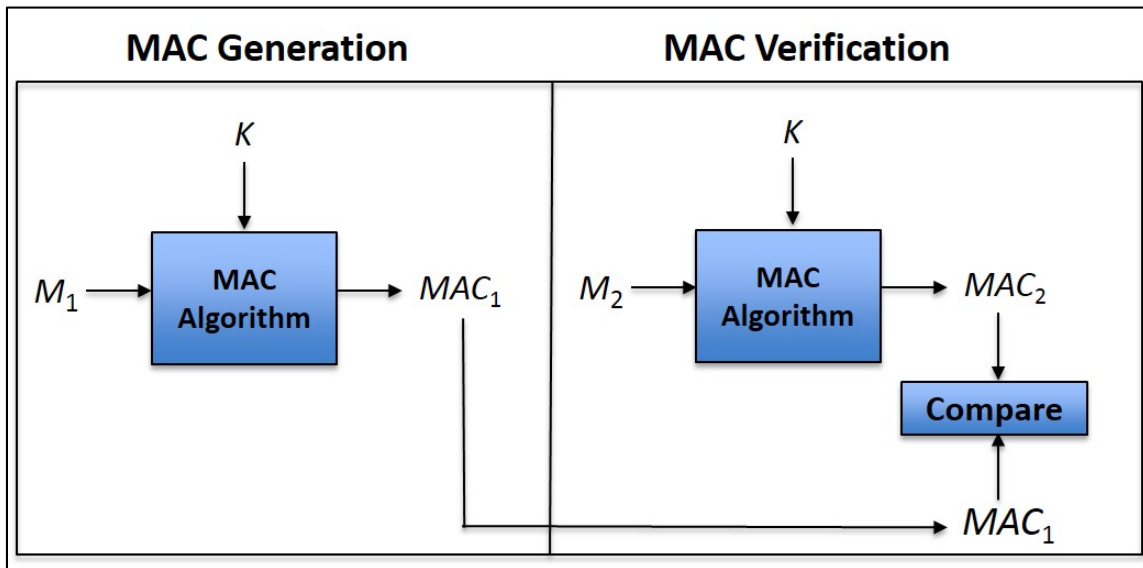 MAC Generation
K
M₁
MAC
Algorithm
MAC₁
MAC Verification
K
M₂
MAC
Algorithm
MAC₂
Compare
MAC₁